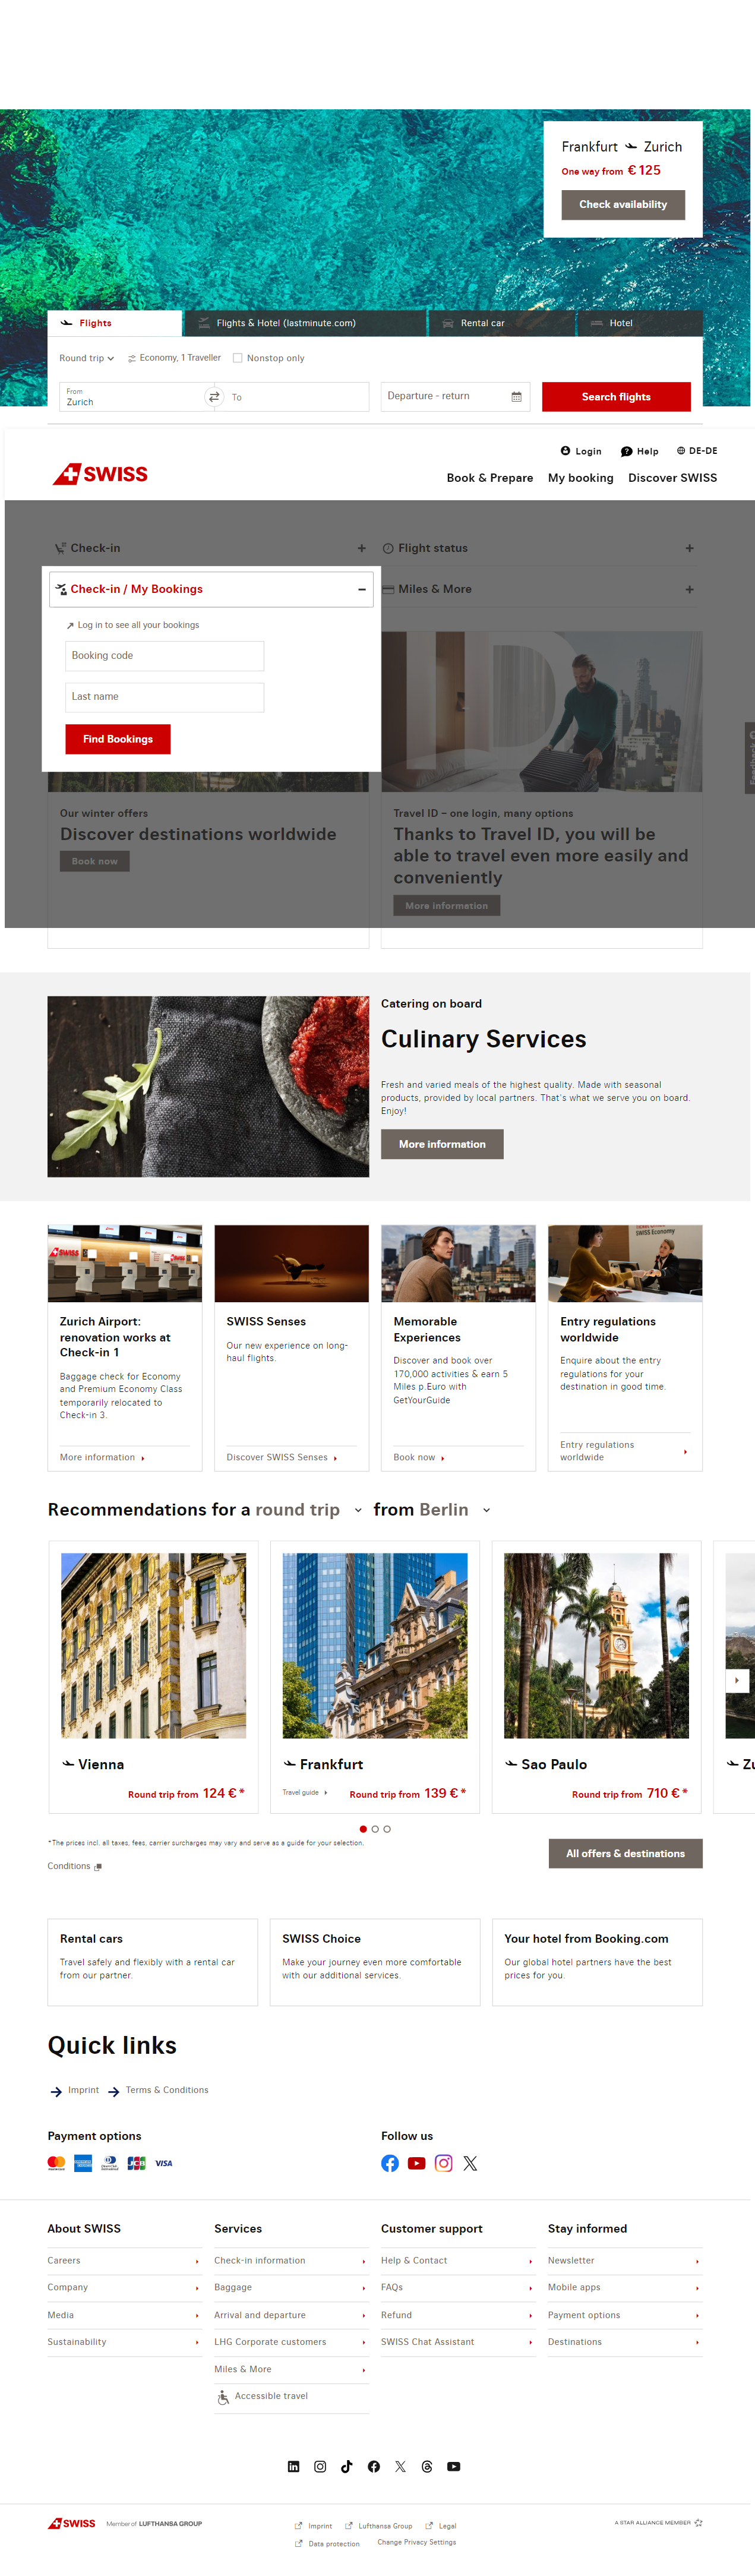 Frankfurt Zurich
One way from € 125
Check availability
Flights
Flights & Hotel (lastminute.com)
Rental car
Hotel
Round trip
Economy, 1 Traveller
Nonstop only
From
Zurich
To
Departure - return
Search flights
Login
Help
DE-DE
SWISS
Book & Prepare
My booking
Discover SWISS
Check-in
Flight status
Check-in / My Bookings
Miles & More
Log in to see all your bookings
Booking code
Last name
Find Bookings
Feedback
Our winter offers
Discover destinations worldwide
Book now
Travel ID – one login, many options
Thanks to Travel ID, you will be
able to travel even more easily and
conveniently
More information
Catering on board
Culinary Services
Fresh and varied meals of the highest quality. Made with seasonal
products, provided by local partners. That's what we serve you on board.
Enjoy!
More information
SWISS
SWISS Economy
Zurich Airport:
renovation works at
Check-in 1
Baggage check for Economy
and Premium Economy Class
temporarily relocated to
Check-in 3.
More information
SWISS Senses
Our new experience on long-
haul flights.
Discover SWISS Senses
Memorable
Experiences
Discover and book over
170,000 activities & earn 5
Miles p.Euro with
GetYourGuide
Book now
Entry regulations
worldwide
Enquire about the entry
regulations for your
destination in good time.
Entry regulations
worldwide
Recommendations for a round trip from Berlin
Vienna
Round trip from 124 € *
Frankfurt
Travel guide
Round trip from 139 € *
Sao Paulo
Round trip from 710 € *
Zu
*The prices incl. all taxes, fees, carrier surcharges may vary and serve as a guide for your selection.
Conditions
All offers & destinations
Rental cars
Travel safely and flexibly with a rental car
from our partner.
SWISS Choice
Make your journey even more comfortable
with our additional services.
Your hotel from Booking.com
Our global hotel partners have the best
prices for you.
Quick links
Imprint
Terms & Conditions
Payment options
Follow us
JCB
VISA
About SWISS
Careers
Company
Media
Sustainability
Services
Check-in information
Baggage
Arrival and departure
LHG Corporate customers
Miles & More
Accessible travel
Customer support
Help & Contact
FAQs
Refund
SWISS Chat Assistant
Stay informed
Newsletter
Mobile apps
Payment options
Destinations
SWISS
Member of LUFTHANSA GROUP
Imprint
Lufthansa Group
Legal
Data protection
Change Privacy Settings
A STAR ALLIANCE MEMBER